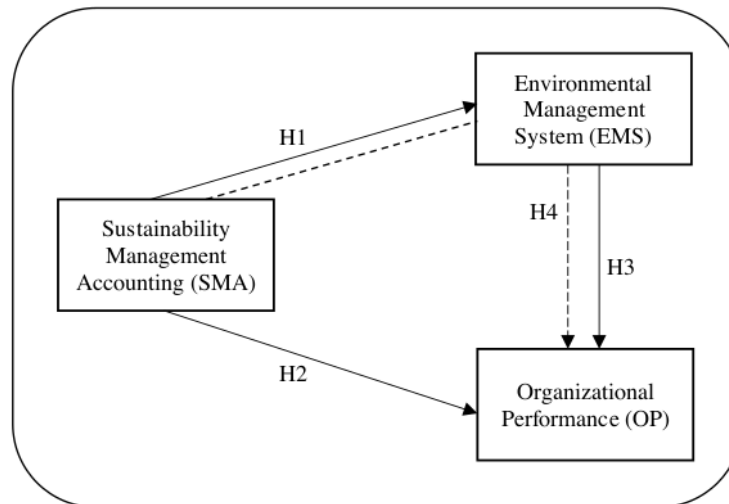 Environmental
Management
System (EMS)
H1
Sustainability
Management
Accounting (SMA)
H4
H3
H2
Organizational
Performance (OP)